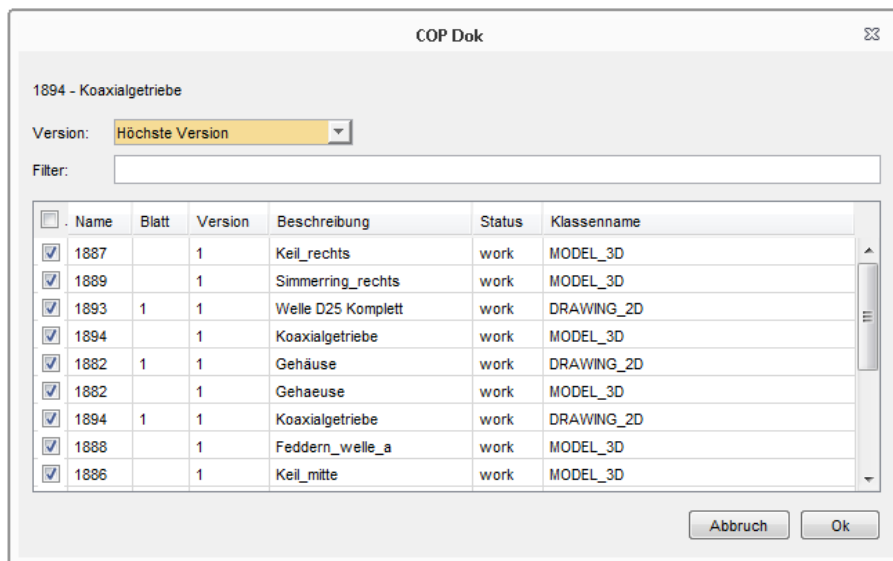 COP Dok
1894 - Koaxialgetriebe
Version: Höchste Version
Filter:
. Name Blatt Version Beschreibung Status Klassenname
1887 1 Keil_rechts work MODEL_3D
1889 1 Simmerring_rechts work MODEL_3D
1893 1 1 Welle D25 Komplett work DRAWING_2D
1894 1 Koaxialgetriebe work MODEL_3D
1882 1 1 Gehäuse work DRAWING_2D
1882 1 Gehaeuse work MODEL_3D
1894 1 1 Koaxialgetriebe work DRAWING_2D
1888 1 Feddern_welle_a work MODEL_3D
1886 1 Keil_mitte work MODEL_3D
Abbruch Ok